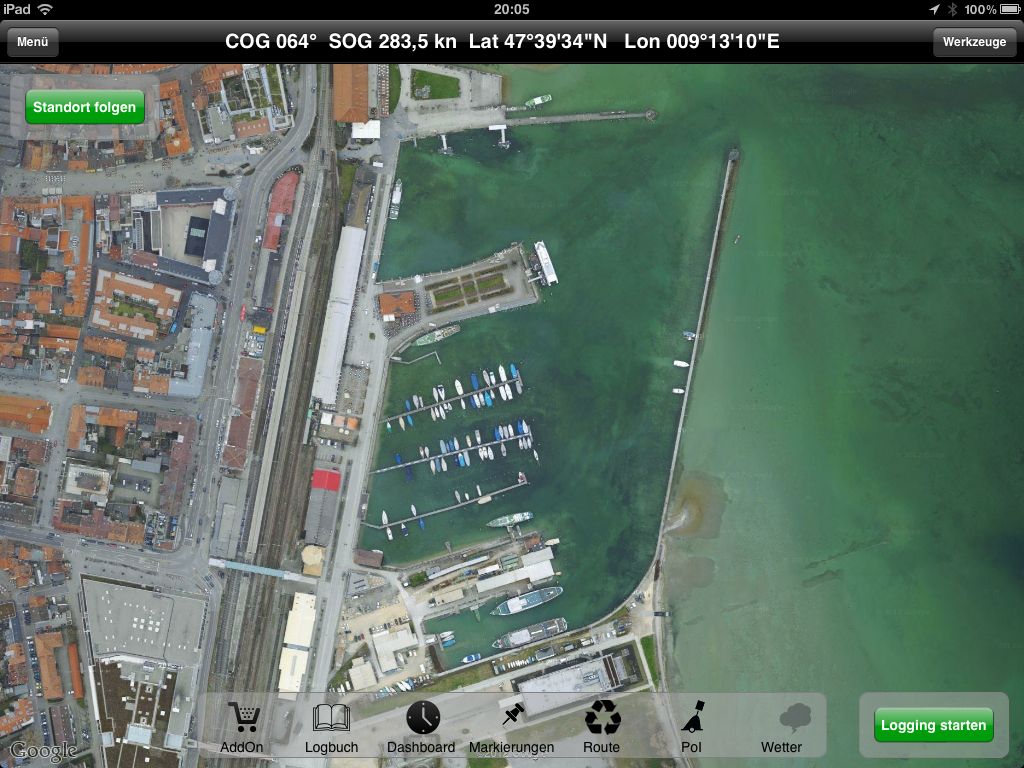 iPad 20:05 100%
Menü COG 064° SOG 283,5 kn Lat 47°39'34"N Lon 009°13'10"E Werkzeuge
Standort folgen
AddOn Logbuch Dashboard Markierungen Route PoI Wetter
Logging starten
Google